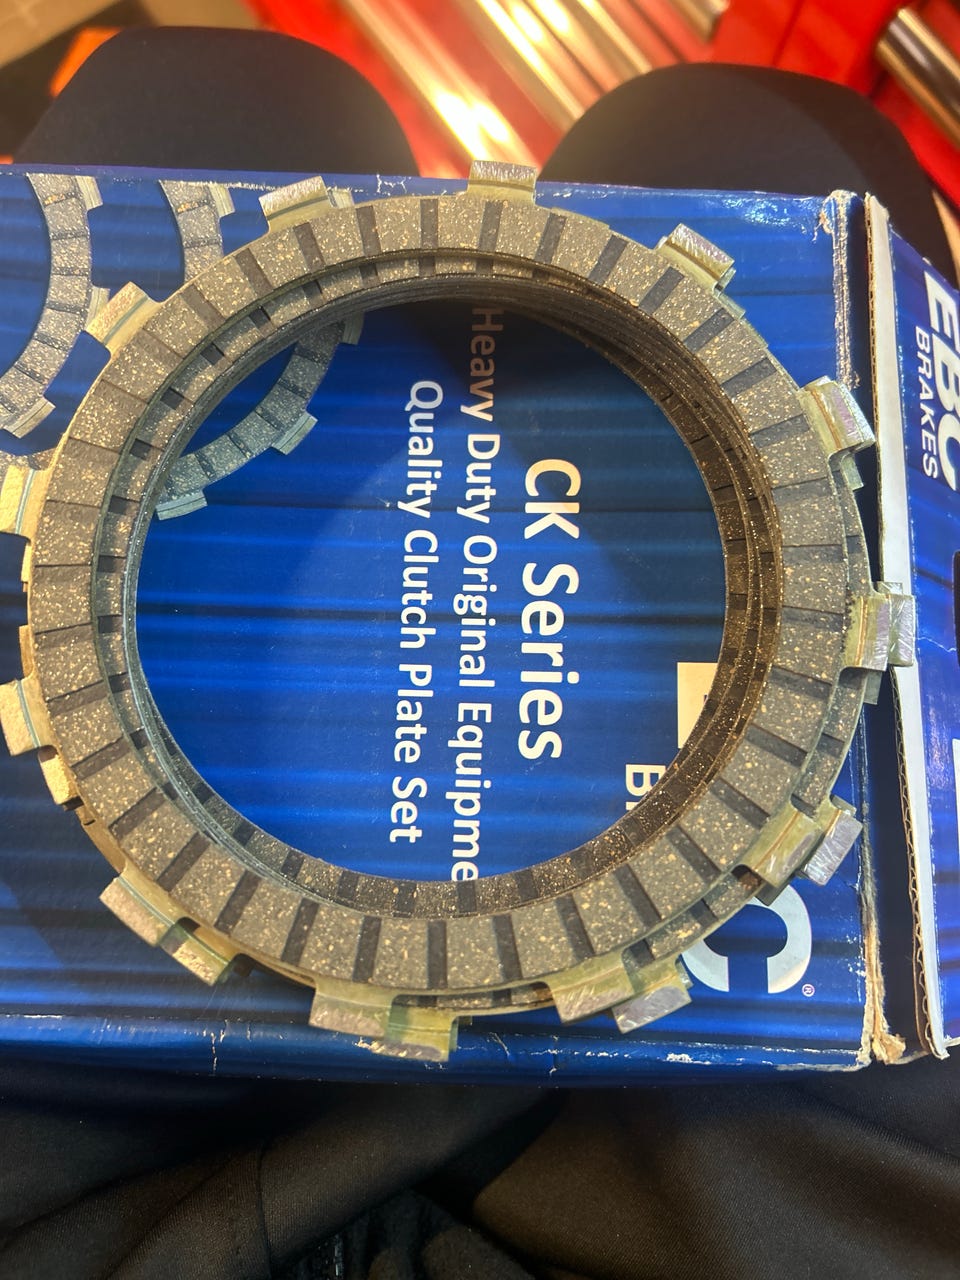 CK Series
Heavy Duty Original Equipme
Quality Clutch Plate Set
EBC
BRAKES
B
C
®